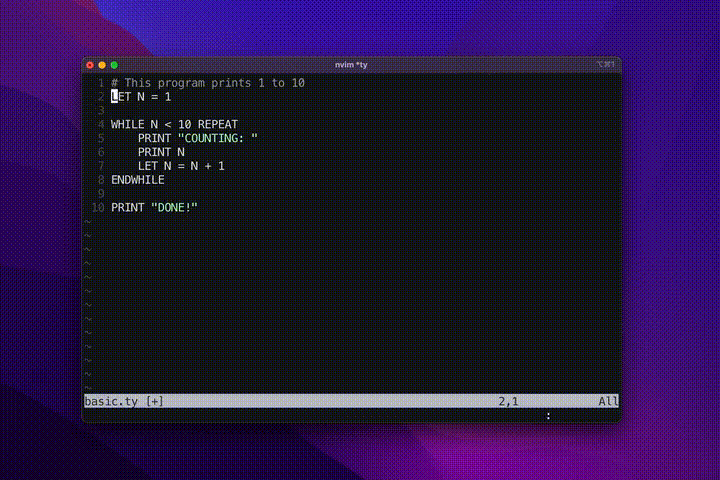 nvim *ty
⌥⌘1
1 # This program prints 1 to 10
2 LET N = 1
3
4 WHILE N < 10 REPEAT
5     PRINT "COUNTING: "
6     PRINT N
7     LET N = N + 1
8 ENDWHILE
9
10 PRINT "DONE!"
~
~
~
~
~
~
~
~
~
~
~
~
~
basic.ty [+] 2,1 All
: